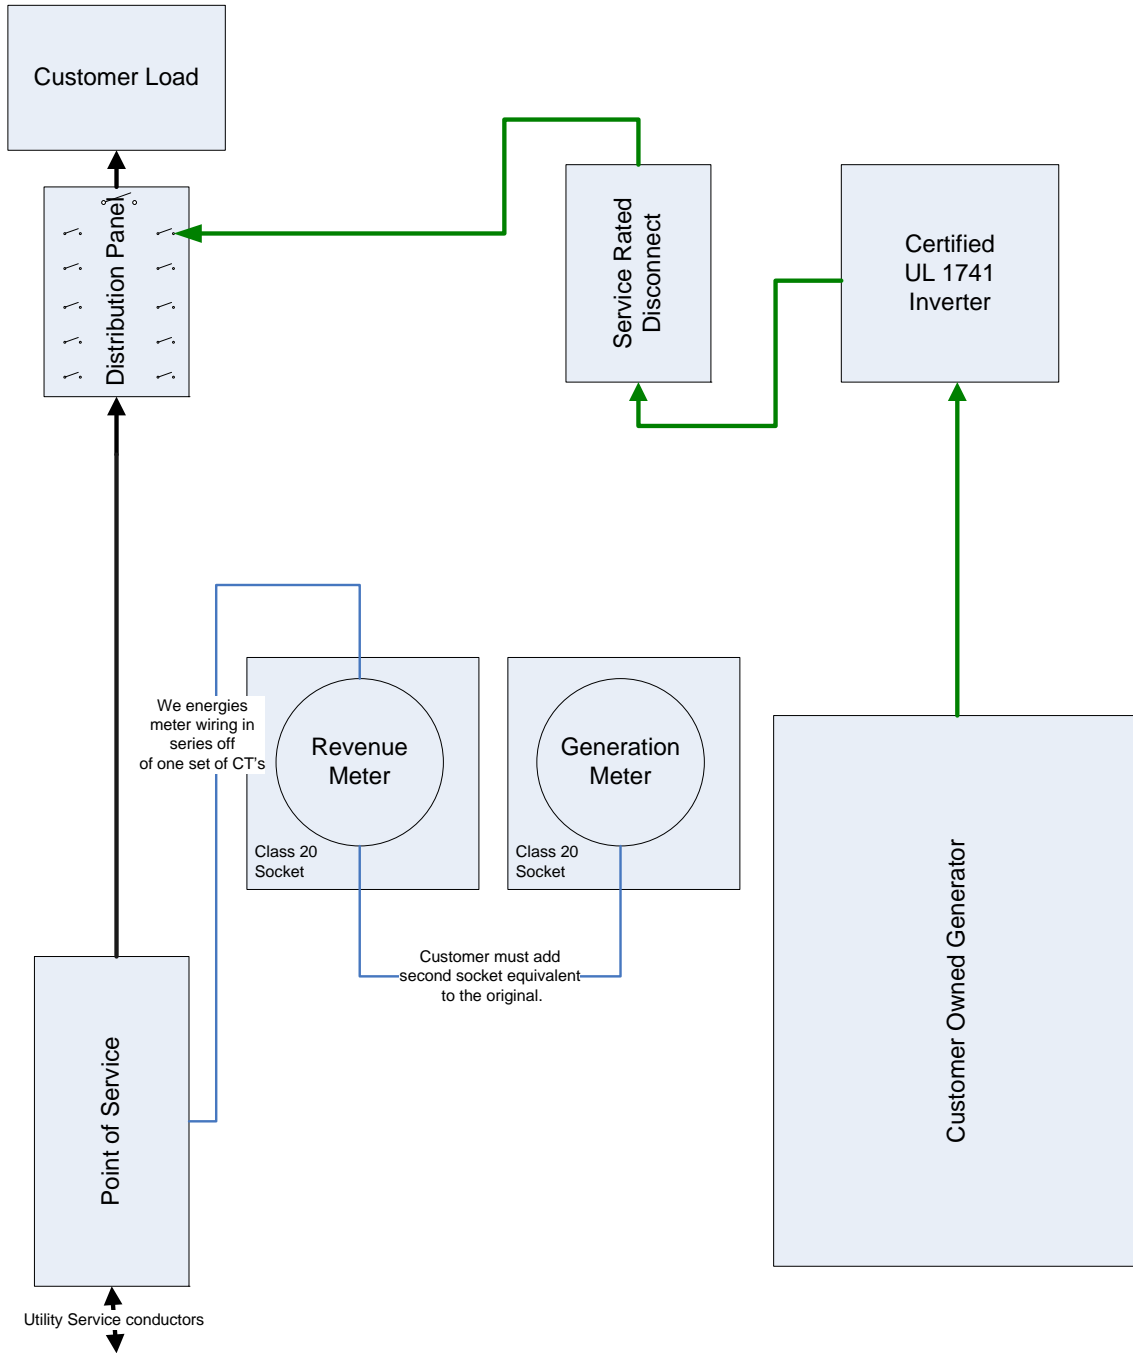 Customer Load
Distribution Panel
Service Rated
Disconnect
Certified
UL 1741
Inverter
We energies
meter wiring in
series off
of one set of CT's
Revenue
Meter
Class 20
Socket
Generation
Meter
Class 20
Socket
Customer must add
second socket equivalent
to the original.
Customer Owned Generator
Point of Service
Utility Service conductors